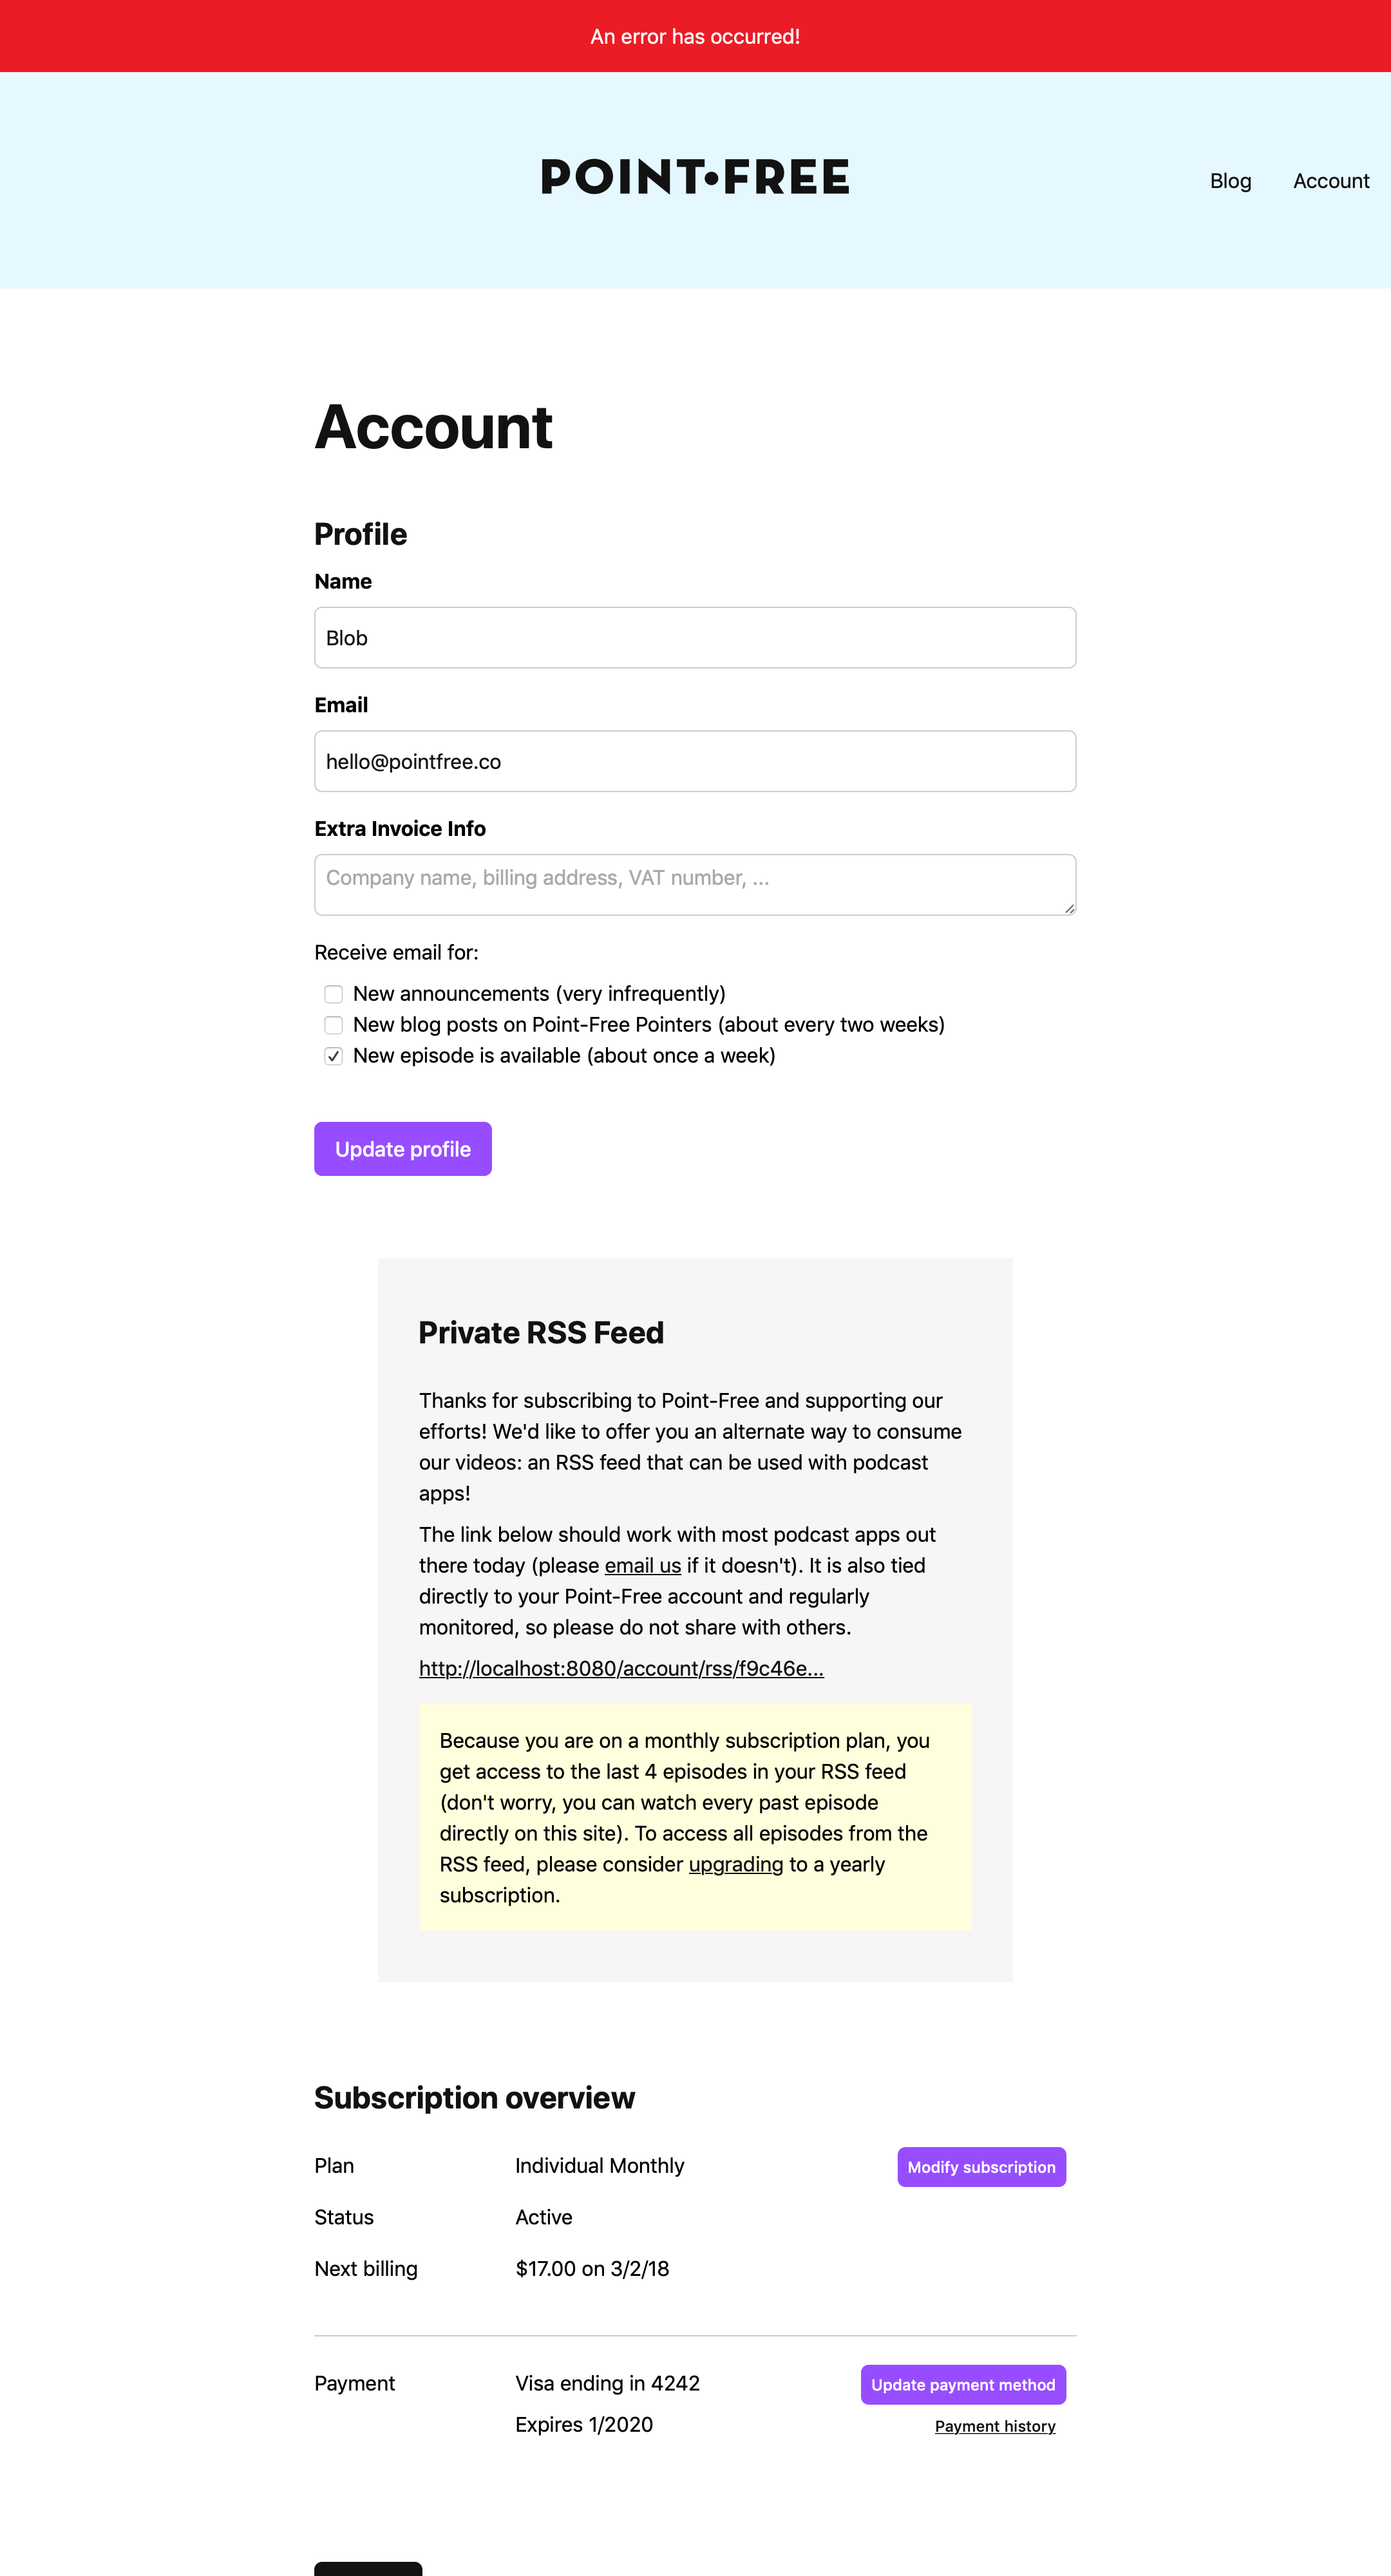 An error has occurred!
POINT•FREE
Blog
Account
Account
Profile
Name
Blob
Email
hello@pointfree.co
Extra Invoice Info
Company name, billing address, VAT number, ...
Receive email for:
New announcements (very infrequently)
New blog posts on Point-Free Pointers (about every two weeks)
New episode is available (about once a week)
Update profile
Private RSS Feed
Thanks for subscribing to Point-Free and supporting our
efforts! We'd like to offer you an alternate way to consume
our videos: an RSS feed that can be used with podcast
apps!
The link below should work with most podcast apps out
there today (please email us if it doesn't). It is also tied
directly to your Point-Free account and regularly
monitored, so please do not share with others.
http://localhost:8080/account/rss/f9c46e...
Because you are on a monthly subscription plan, you
get access to the last 4 episodes in your RSS feed
(don't worry, you can watch every past episode
directly on this site). To access all episodes from the
RSS feed, please consider upgrading to a yearly
subscription.
Subscription overview
Plan
Individual Monthly
Modify subscription
Status
Active
Next billing
$17.00 on 3/2/18
Payment
Visa ending in 4242
Update payment method
Expires 1/2020
Payment history